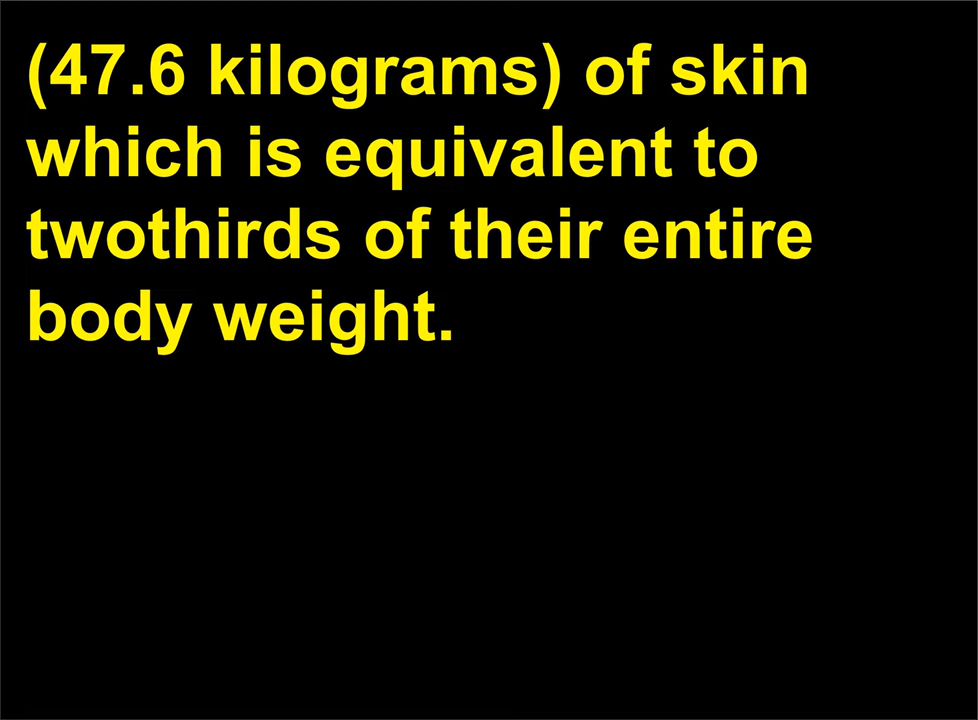 (47.6 kilograms) of skin
which is equivalent to
twothirds of their entire
body weight.